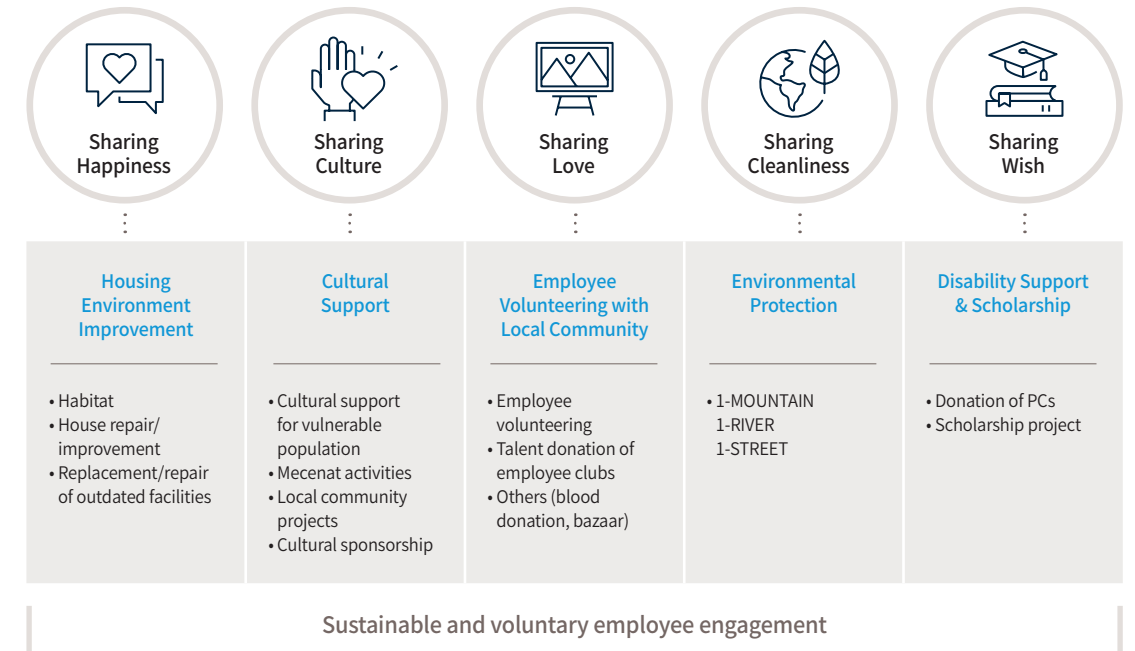 Sharing
Happiness
Sharing
Culture
Sharing
Love
Sharing
Cleanliness
Sharing
Wish
Housing
Environment
Improvement
• Habitat
• House repair/
improvement
• Replacement/repair
of outdated facilities
Cultural
Support
• Cultural support
for vulnerable
population
• Mecenat activities
• Local community
projects
• Cultural sponsorship
Employee
Volunteering with
Local Community
• Employee
volunteering
• Talent donation of
employee clubs
• Others (blood
donation, bazaar)
Environmental
Protection
• 1-MOUNTAIN
1-RIVER
1-STREET
Disability Support
& Scholarship
• Donation of PCs
• Scholarship project
Sustainable and voluntary employee engagement